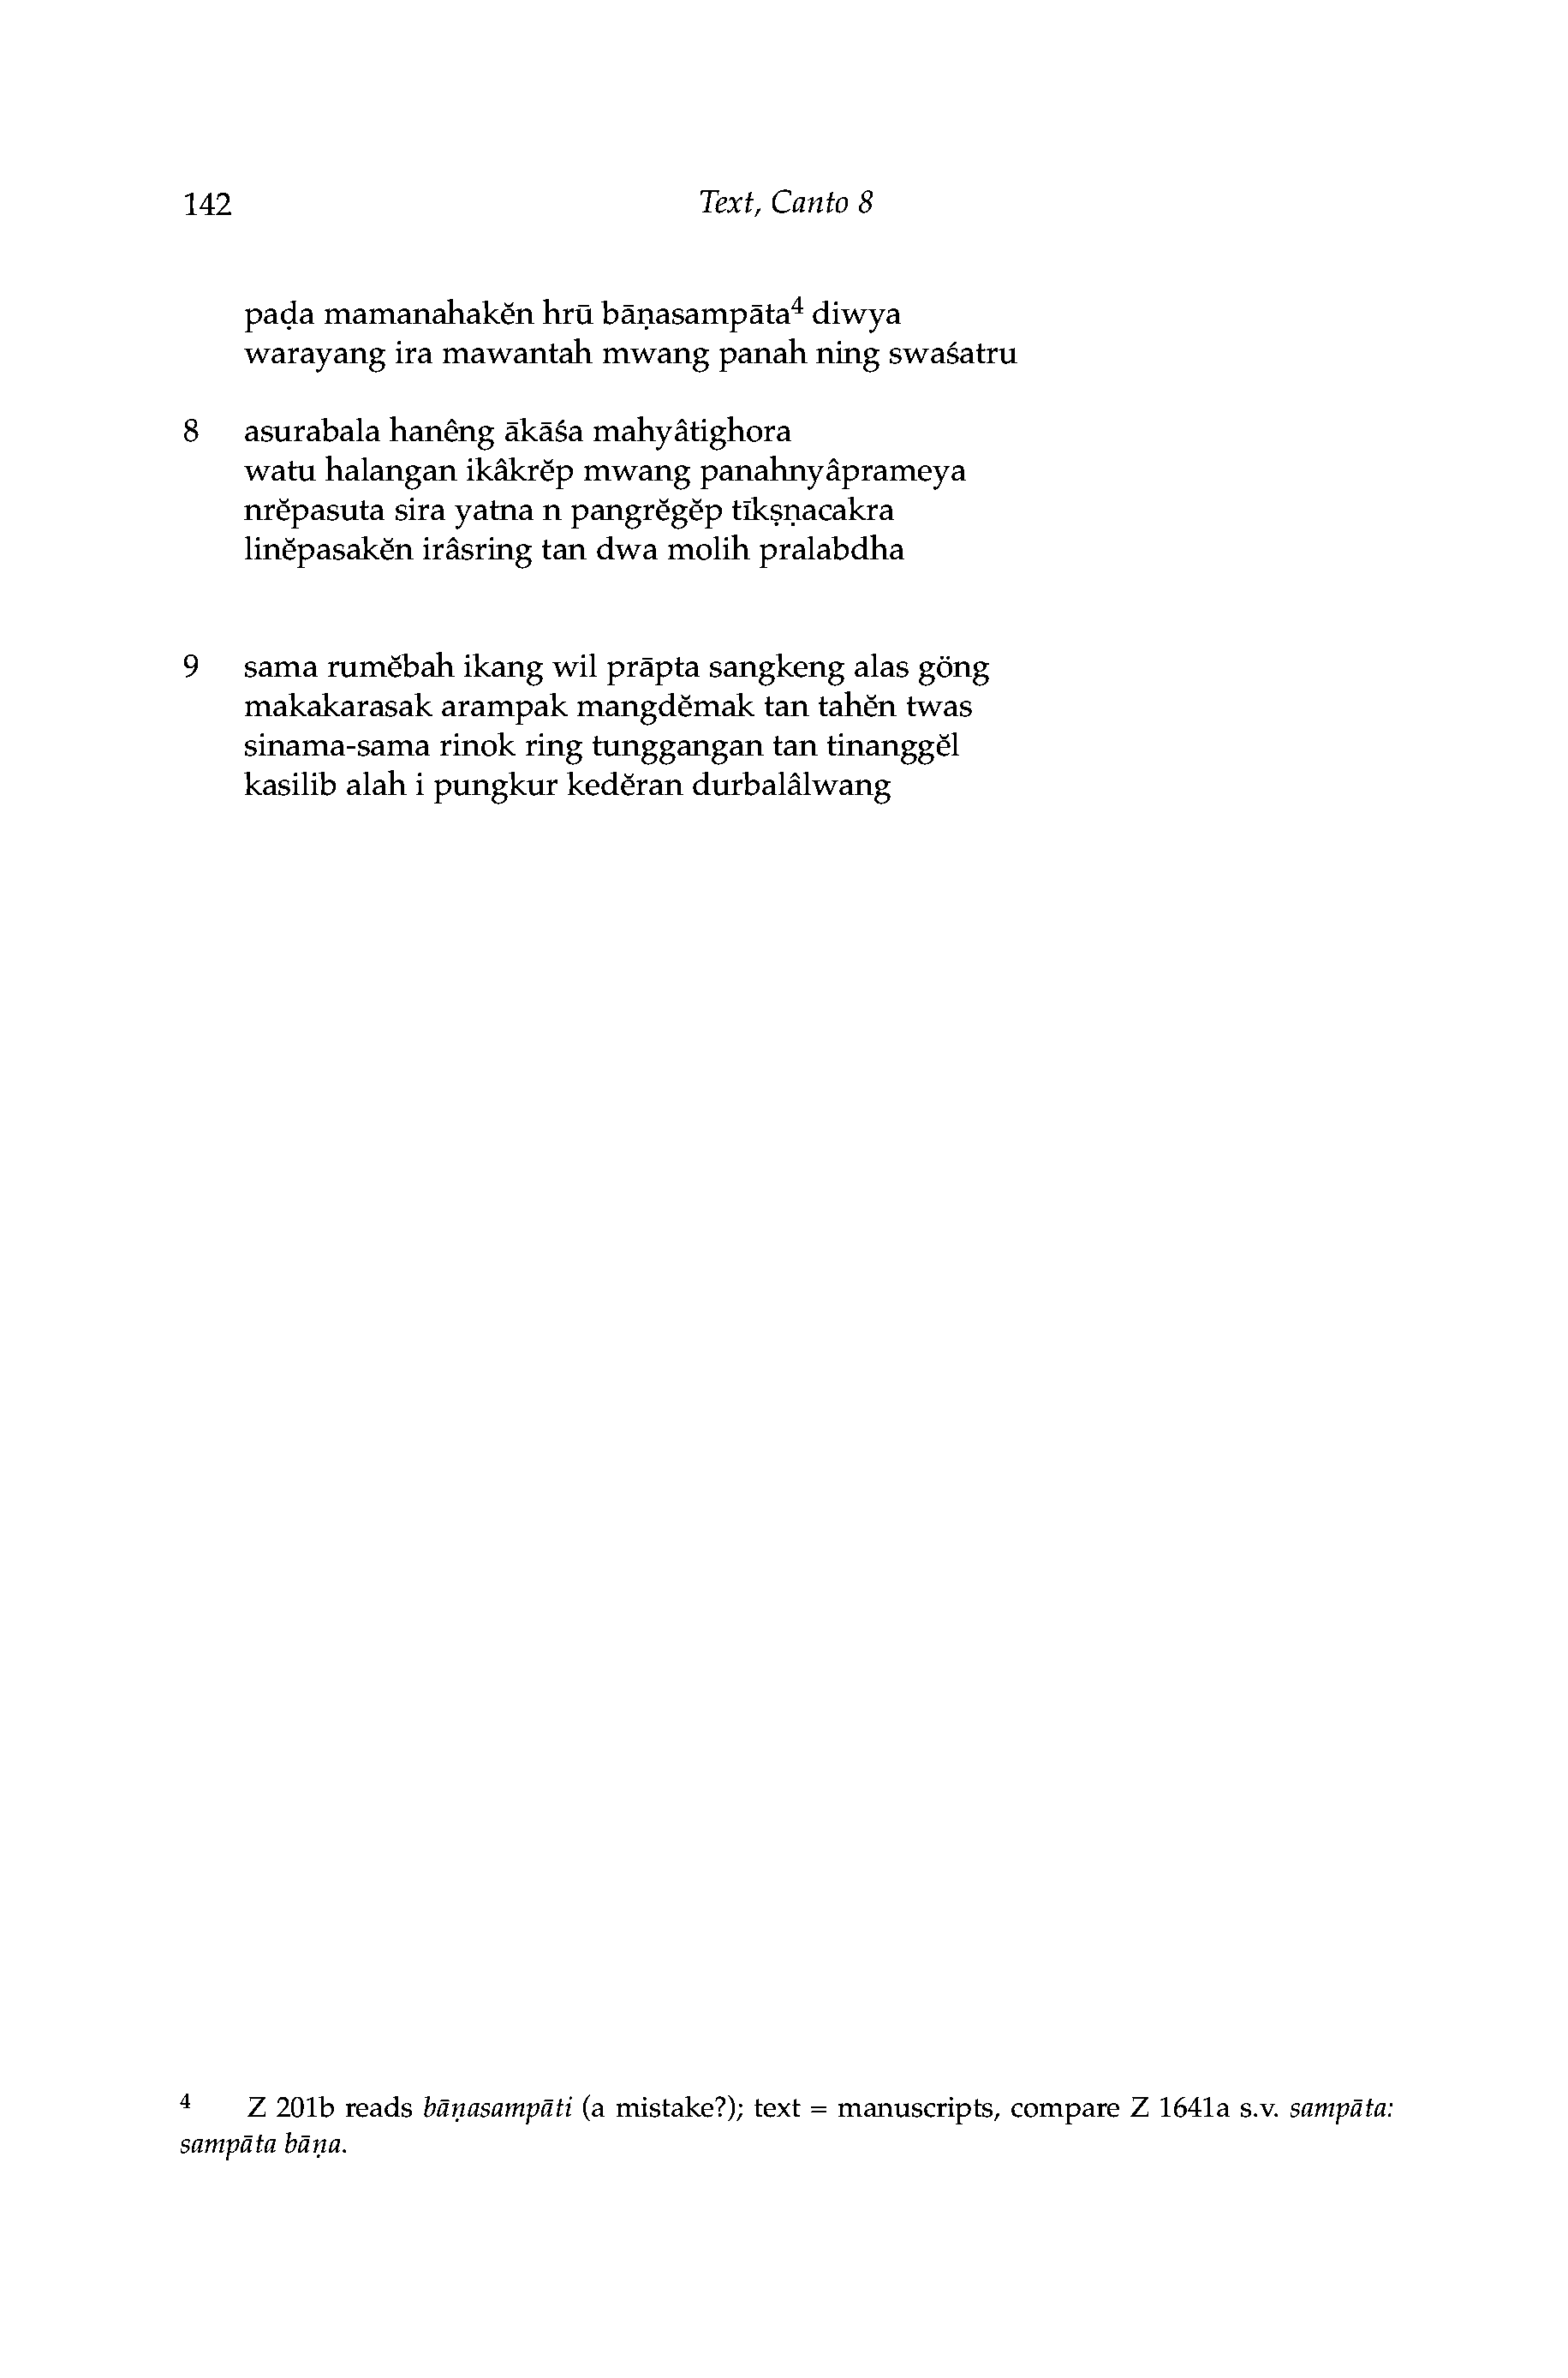 142 Text, Canto 8
paḍa mamanahakĕn hrū bāṇasampāta⁴ diwya
warayang ira mawantah mwang panah ning swaśatru
8 asurabala hanêng ākāśa mahyâtighora
watu halangan ikâkrĕp mwang panahnyâprameya
nrĕpasuta sira yatna n pangrĕgĕp tīkṣṇacakra
linĕpasakĕn irâsring tan dwa molih pralabdha
9 sama rumĕbah ikang wil prāpta sangkeng alas göng
makakarasak arampak mangdĕmak tan tahĕn twas
sinama-sama rinok ring tunggangan tan tinanggĕl
kasilib alah i pungkur kedĕran durbalâlwang
⁴ Z 201b reads bāṇasampāti (a mistake?); text = manuscripts, compare Z 1641a s.v. sampāta:
sampāta bāṇa.